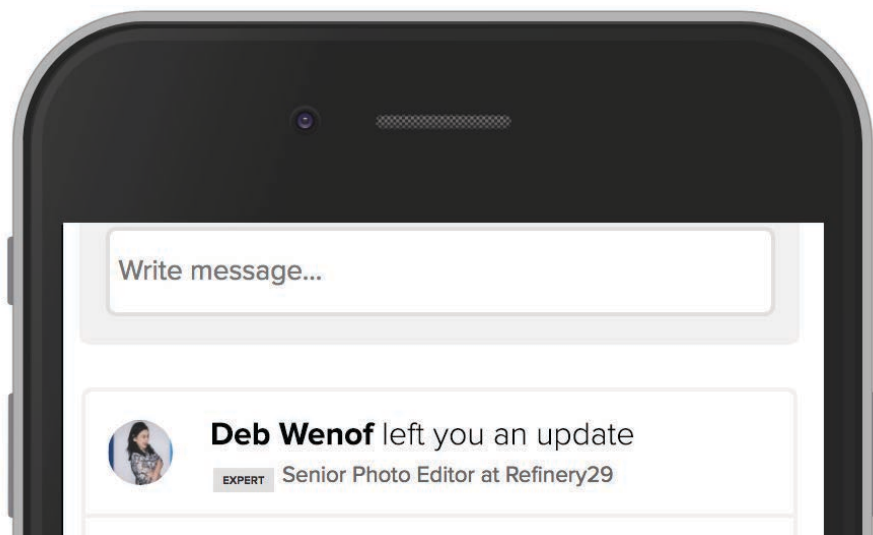 Write message...
Deb Wenof left you an update
EXPERT Senior Photo Editor at Refinery29